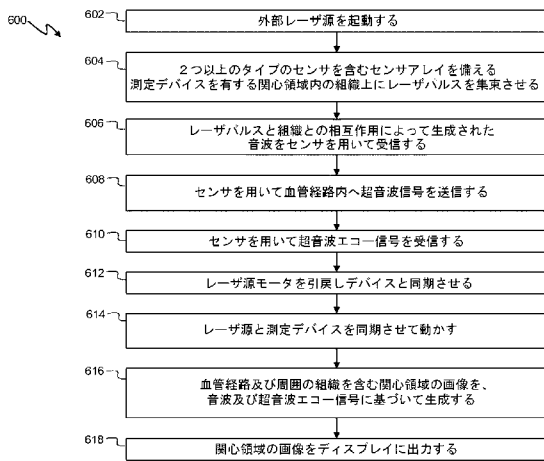 600
602
外部レーザ源を起動する
604
２つ以上のタイプのセンサを含むセンサアレイを備える
測定デバイスを有する関心領域内の組織上にレーザパルスを集束させる
606
レーザパルスと組織との相互作用によって生成された
音波をセンサを用いて受信する
608
センサを用いて血管経路内へ超音波信号を送信する
610
センサを用いて超音波エコー信号を受信する
612
レーザ源モータを引戻しデバイスと同期させる
614
レーザ源と測定デバイスを同期させて動かす
616
血管経路及び周囲の組織を含む関心領域の画像を、
音波及び超音波エコー信号に基づいて生成する
618
関心領域の画像をディスプレイに出力する